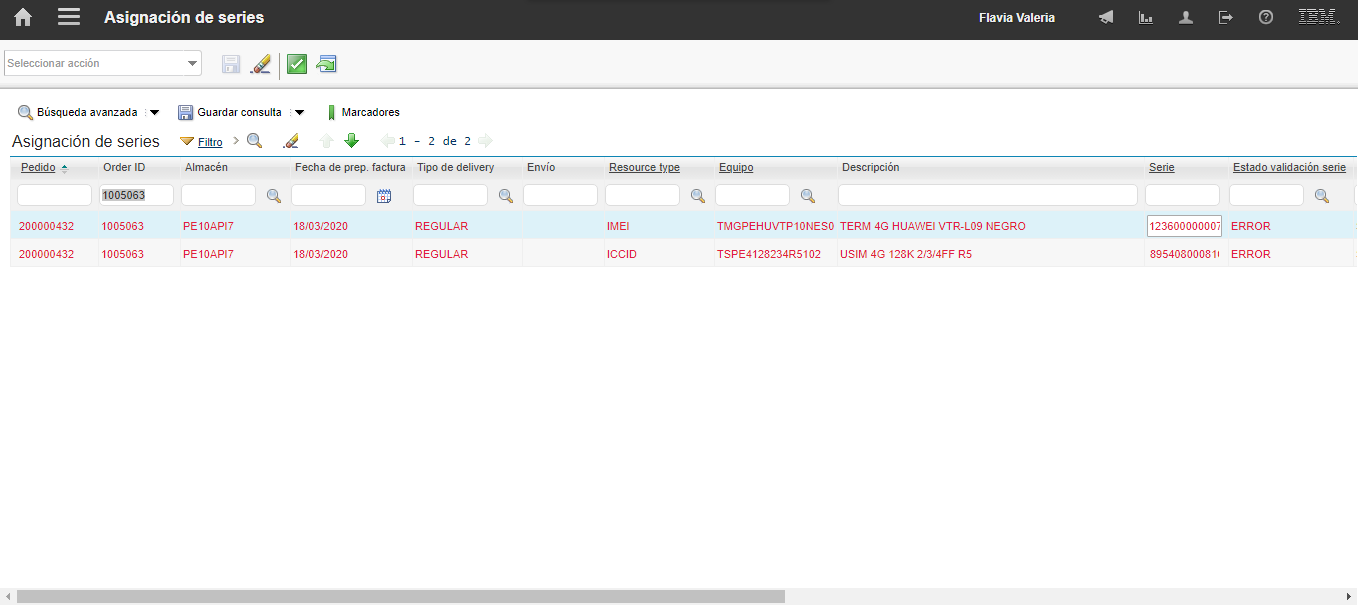 Asignación de series Flavia Valeria IBM.
Seleccionar acción
Búsqueda avanzada Guardar consulta Marcadores
Asignación de series Filtro 1 - 2 de 2
Pedido Order ID Almacén Fecha de prep. factura Tipo de delivery Envío Resource type Equipo Descripción Serie Estado validación serie
1005063
200000432 1005063 PE10API7 18/03/2020 REGULAR IMEI TMGPEHUVTP10NES0 TERM 4G HUAWEI VTR-L09 NEGRO 123600000007 ERROR
200000432 1005063 PE10API7 18/03/2020 REGULAR ICCID TSPE4128234R5102 USIM 4G 128K 2/3/4FF R5 89540800081 ERROR